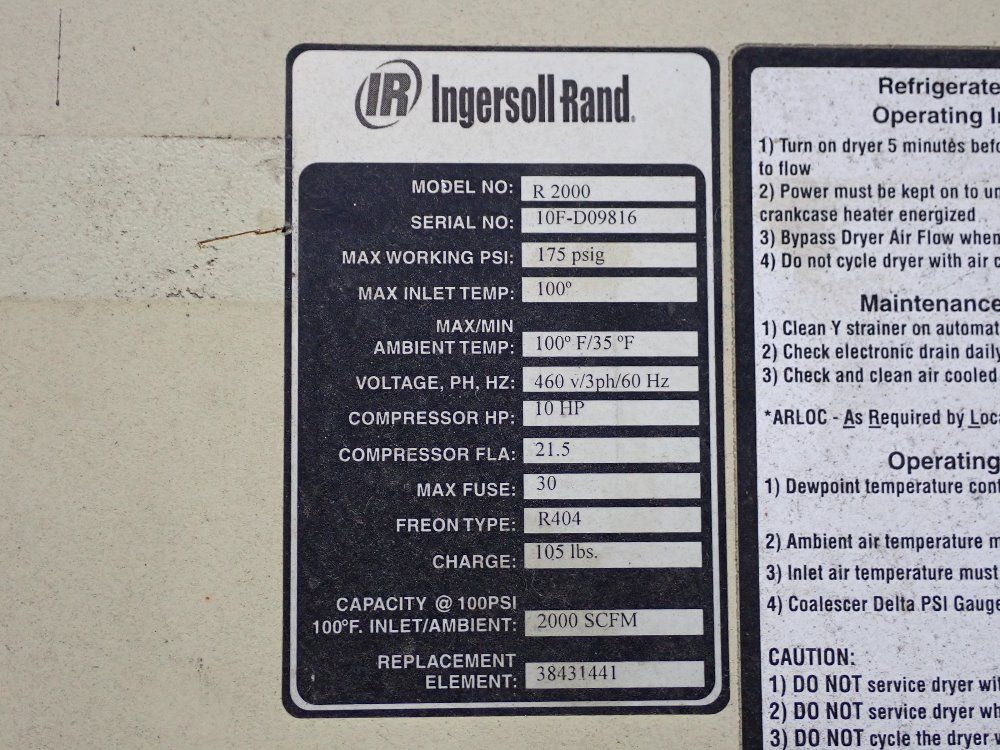 IR Ingersoll Rand
MODEL NO: R 2000
SERIAL NO: 10F-D09816
MAX WORKING PSI: 175 psig
MAX INLET TEMP: 100º
MAX/MIN
AMBIENT TEMP: 100º F/35 ºF
VOLTAGE, PH, HZ: 460 v/3ph/60 Hz
COMPRESSOR HP: 10 HP
COMPRESSOR FLA: 21.5
MAX FUSE: 30
FREON TYPE: R404
CHARGE: 105 lbs.
CAPACITY @ 100PSI
100ºF. INLET/AMBIENT: 2000 SCFM
REPLACEMENT
ELEMENT: 38431441
Refrigerate
Operating
1) Turn on dryer 5 minutes
to flow
2) Power must be kept on to
crankcase heater energized
3) Bypass Dryer Air Flow when
4) Do not cycle dryer with air
Maintenance
1) Clean Y strainer on
2) Check electronic drain daily
3) Check and clean air cooled
*ARLOC - As Required by
Operating
1) Dewpoint temperature
2) Ambient air temperature
3) Inlet air temperature must
4) Coalescer Delta PSI Gauge
CAUTION:
1) DO NOT service dryer
2) DO NOT service dryer
3) DO NOT cycle the dryer